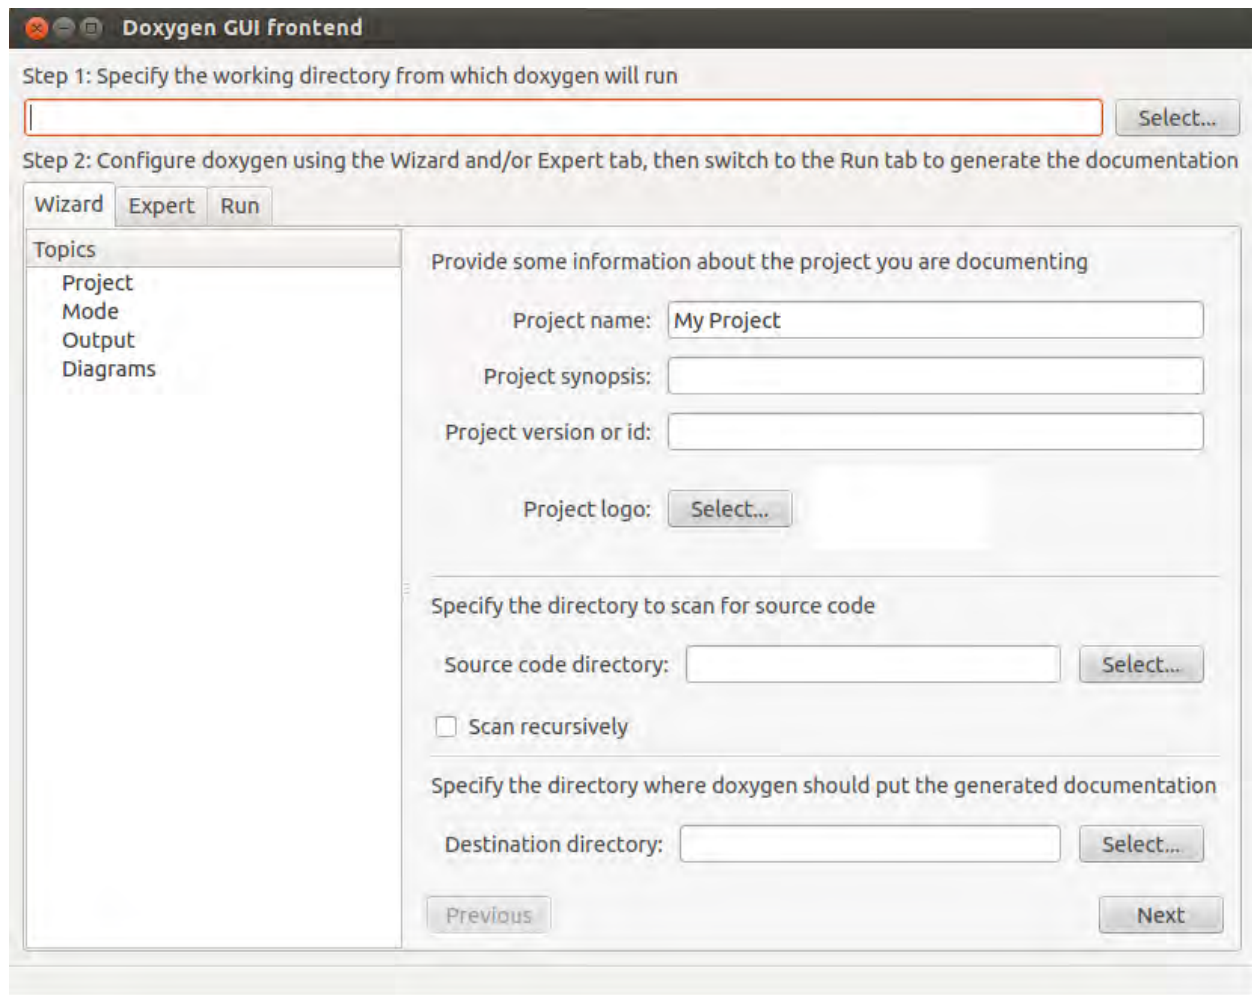 Doxygen GUI frontend
Step 1: Specify the working directory from which doxygen will run
Select...
Step 2: Configure doxygen using the Wizard and/or Expert tab, then switch to the Run tab to generate the documentation
Wizard Expert Run
Topics
Project
Mode
Output
Diagrams
Provide some information about the project you are documenting
Project name: My Project
Project synopsis:
Project version or id:
Project logo: Select...
Specify the directory to scan for source code
Source code directory: Select...
Scan recursively
Specify the directory where doxygen should put the generated documentation
Destination directory: Select...
Previous Next